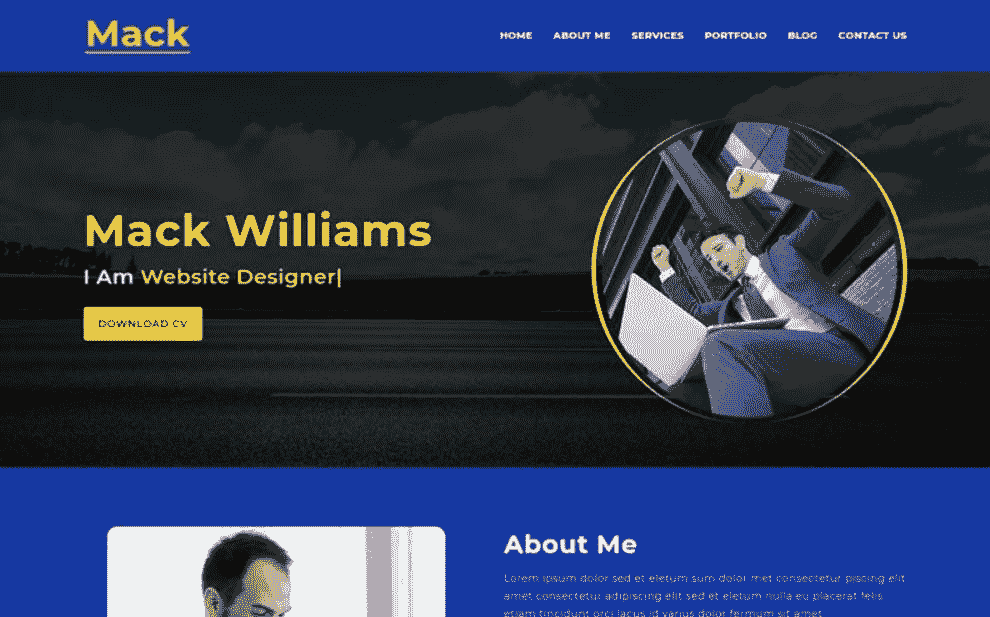 Mack
HOME ABOUT ME SERVICES PORTFOLIO BLOG CONTACT US
Mack Williams
I Am Website Designer|
DOWNLOAD CV
About Me
Lorem ipsum dolor sed et eletum sum dolor met consectetur piscing elit
amet consectetur adipiscing elit sed et eletum nulla eu placerat felis
etiam tincidunt orci lacus id varius dolor fermum sit amet